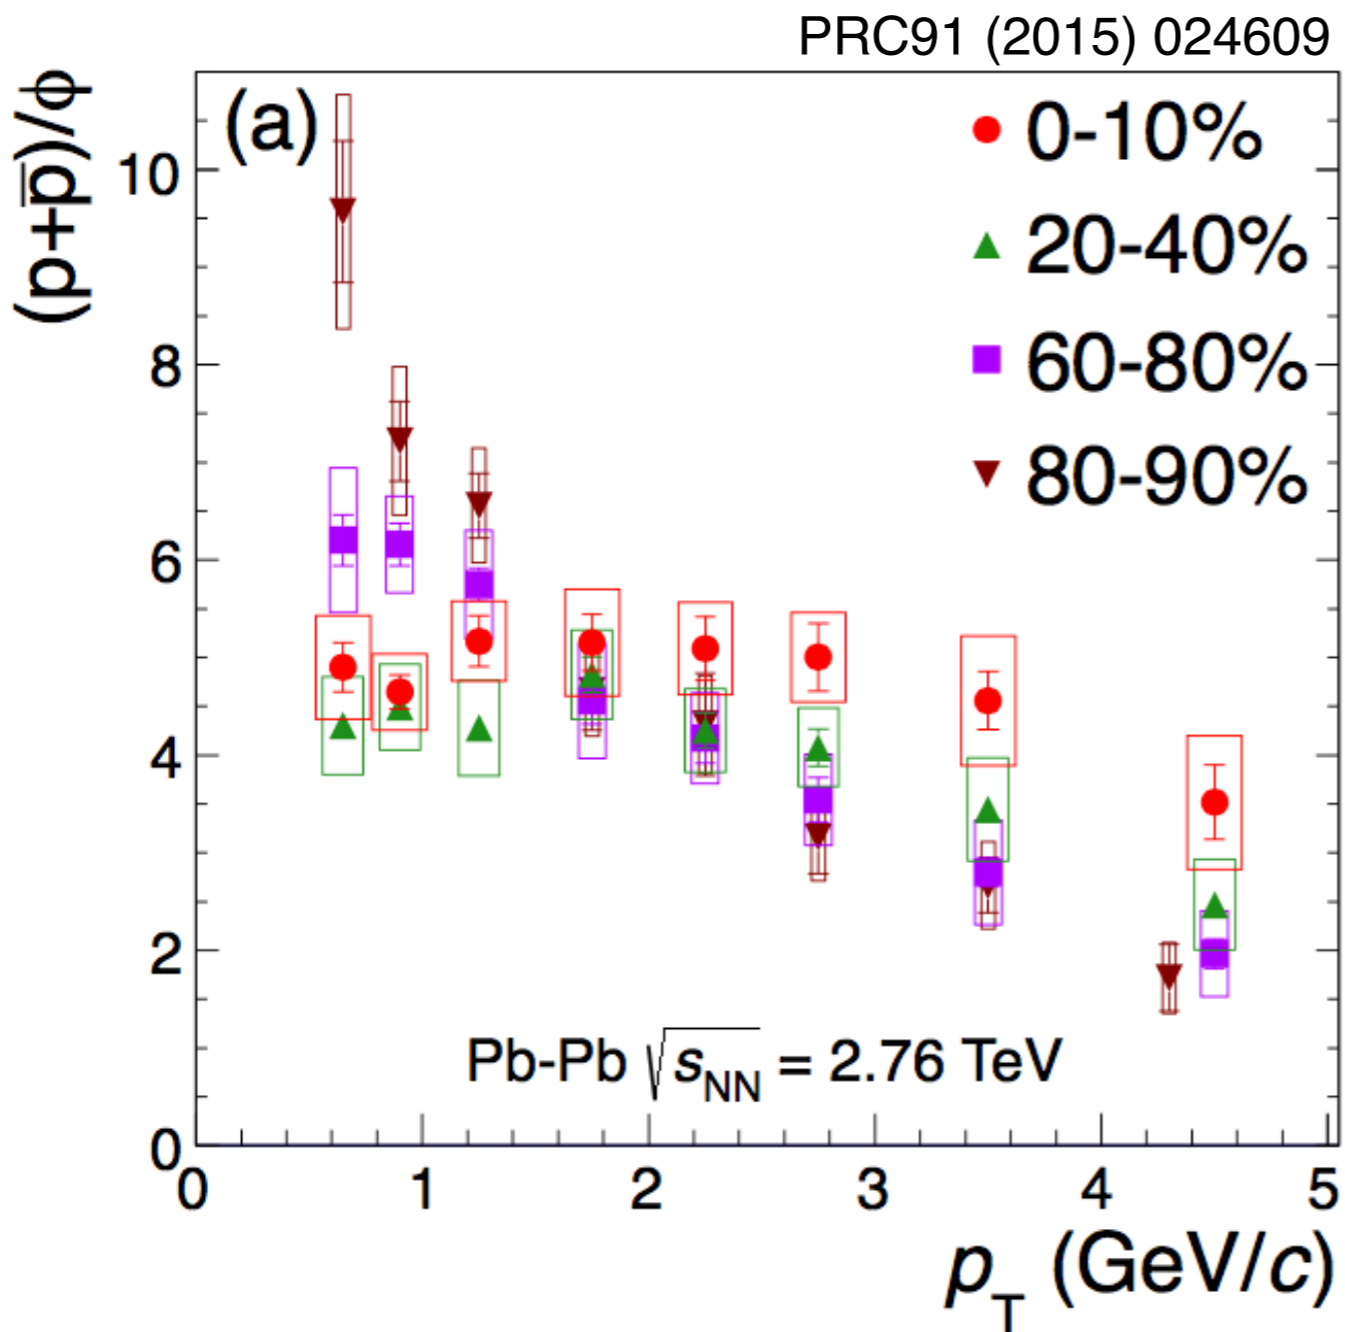 PRC91 (2015) 024609
(p+p̅)/ϕ
(a)
0-10%
20-40%
60-80%
80-90%
10
8
6
4
2
0
Pb-Pb √sNN = 2.76 TeV
0 1 2 3 4 5
pT (GeV/c)